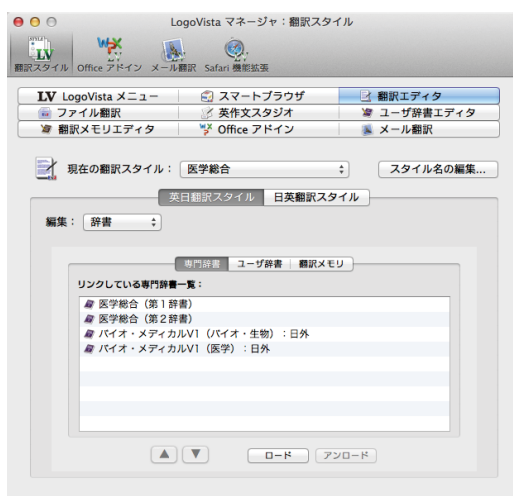 LogoVista マネージャ：翻訳スタイル
翻訳スタイル Office アドイン メール翻訳 Safari 機能拡張
LV LogoVista メニュー スマートブラウザ 翻訳エディタ
ファイル翻訳 英作文スタジオ ユーザ辞書エディタ
翻訳メモリエディタ Office アドイン メール翻訳
現在の翻訳スタイル： 医学総合 スタイル名の編集...
英日翻訳スタイル 日英翻訳スタイル
編集： 辞書
専門辞書 ユーザ辞書 翻訳メモリ
リンクしている専門辞書一覧：
医学総合（第１辞書）
医学総合（第２辞書）
バイオ・メディカルV1（バイオ・生物）：日外
バイオ・メディカルV1（医学）：日外
ロード アンロード